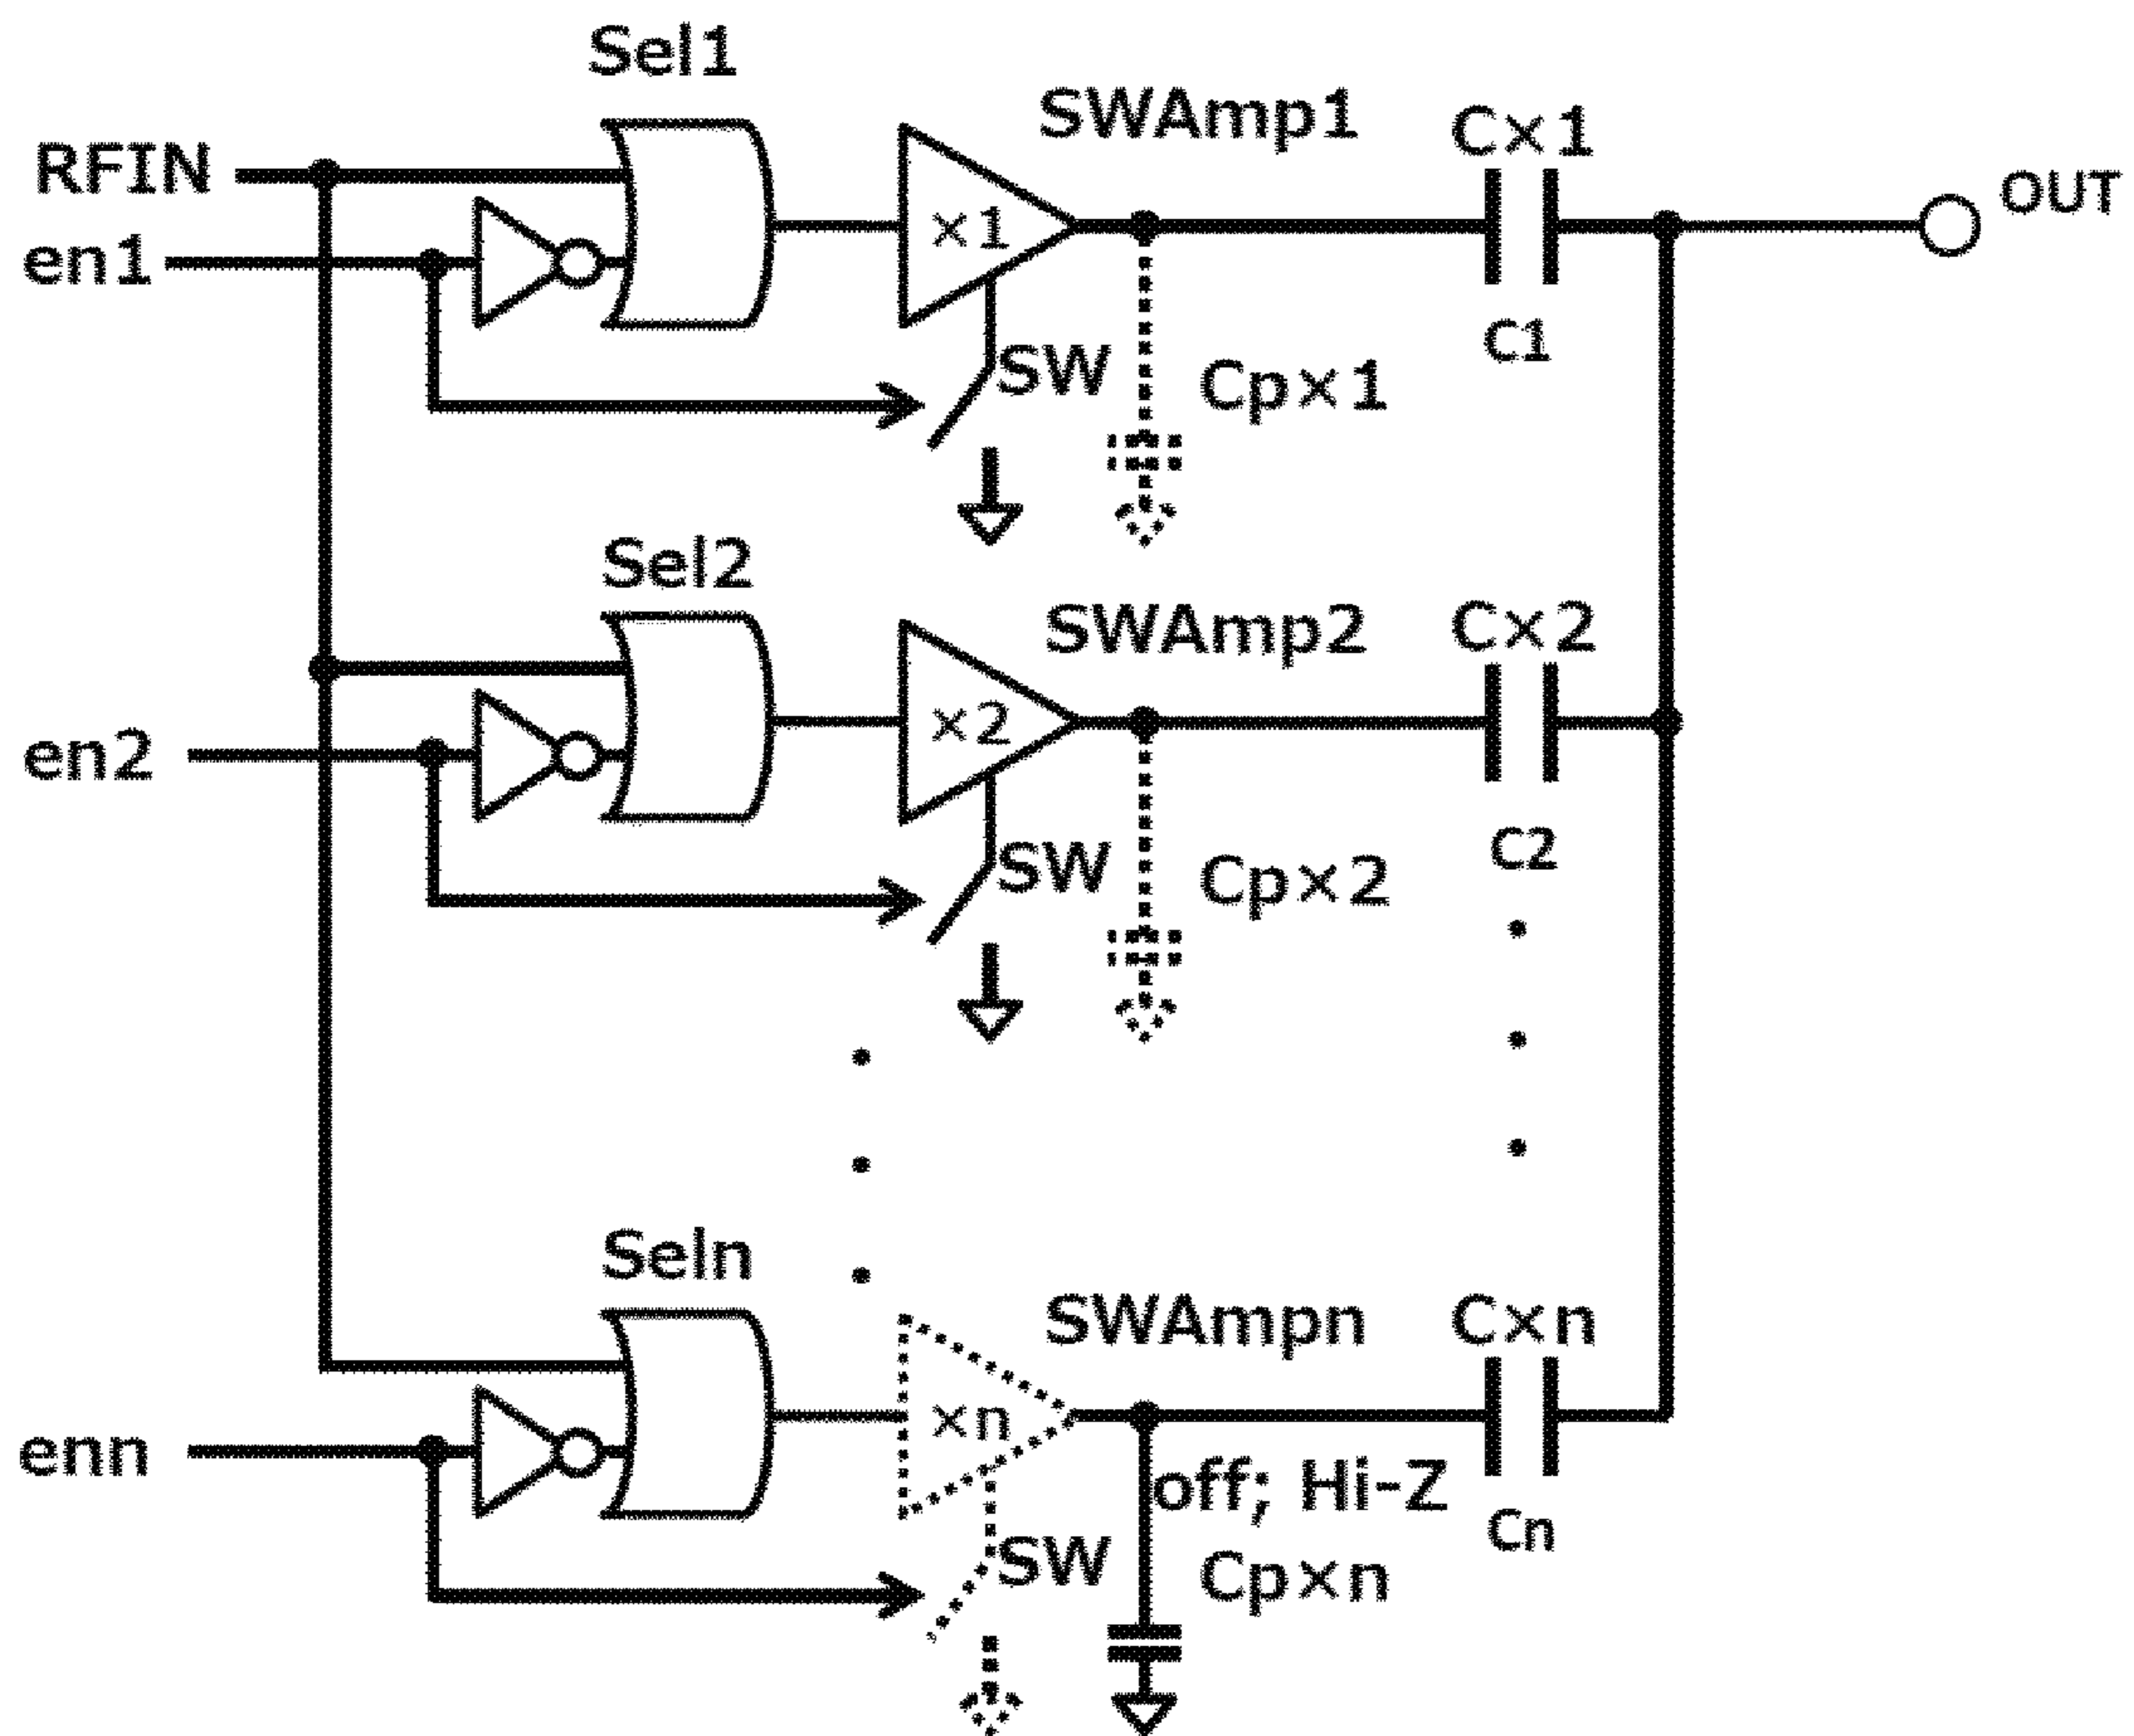 Sel1
RFIN
en1
×1
SWAmp1
C×1
OUT
C1
SW
Cp×1
Sel2
en2
×2
SWAmp2
C×2
C2
SW
Cp×2
Seln
enn
×n
SWAmpn
C×n
off; Hi-Z
Cn
SW
Cp×n